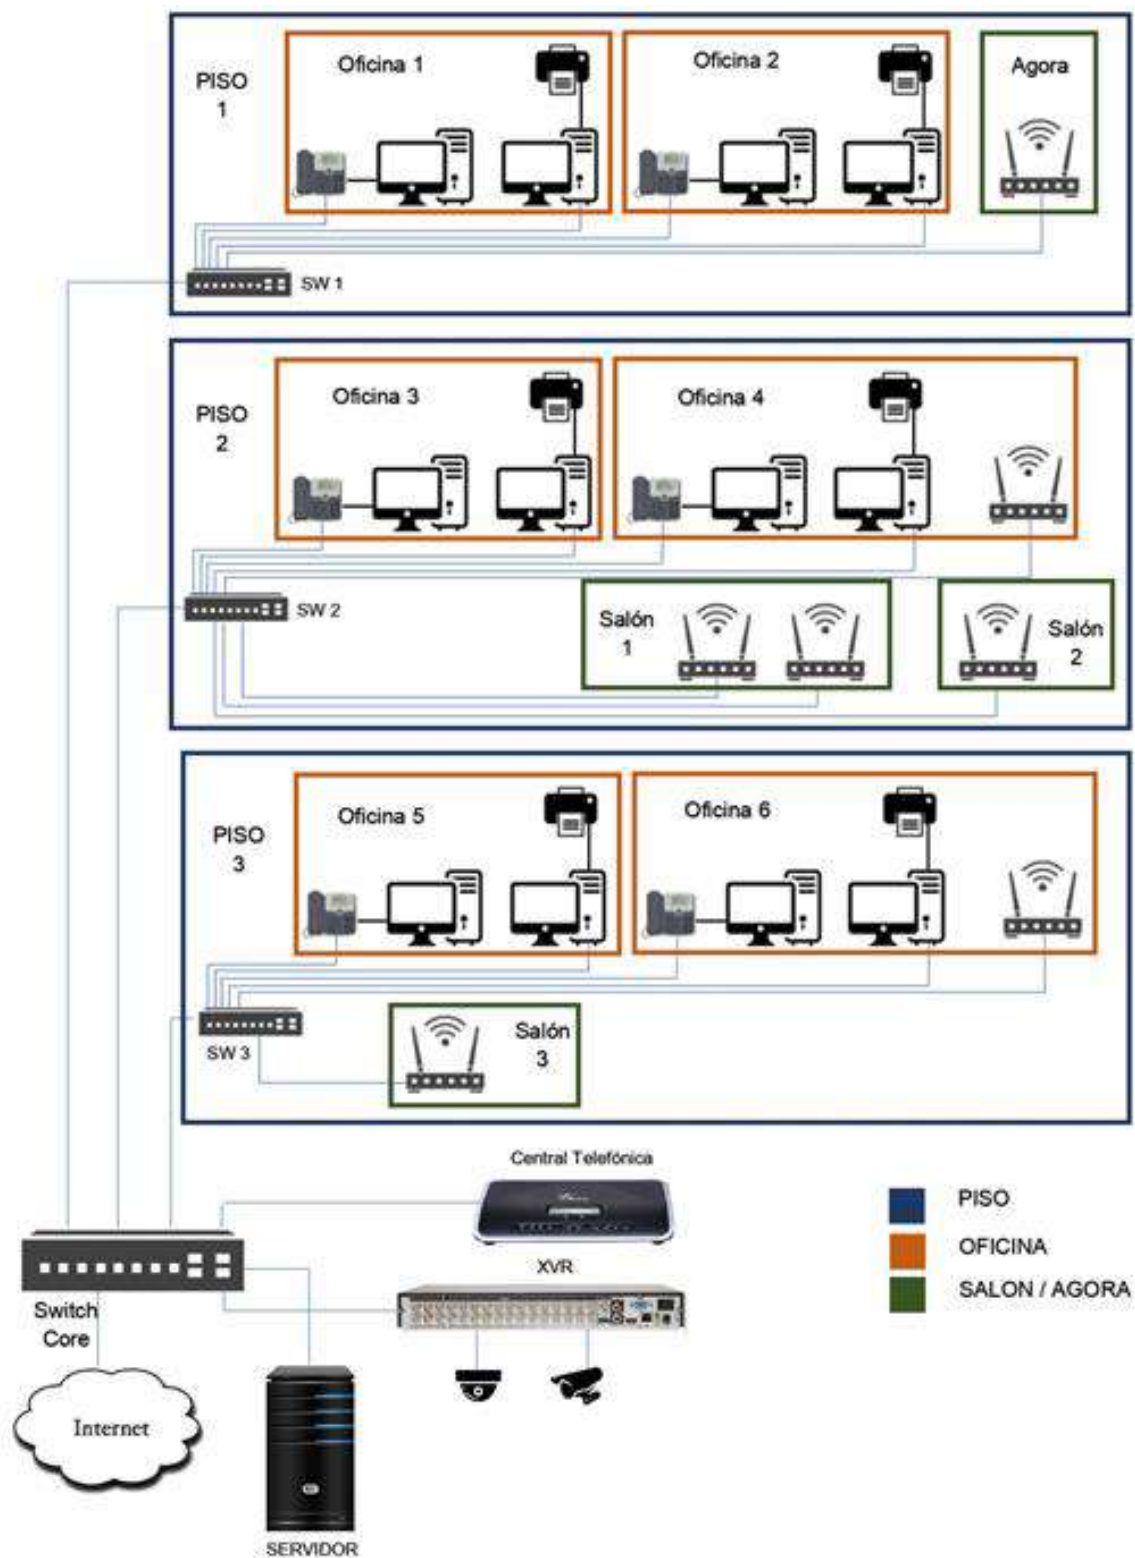 PISO
1
Oficina 1
Oficina 2
Agora
SW 1
PISO
2
Oficina 3
Oficina 4
SW 2
Salón
1
Salón
2
PISO
3
Oficina 5
Oficina 6
SW 3
Salón
3
Central Telefónica
XVR
Switch
Core
Internet
SERVIDOR
PISO
OFICINA
SALON / AGORA